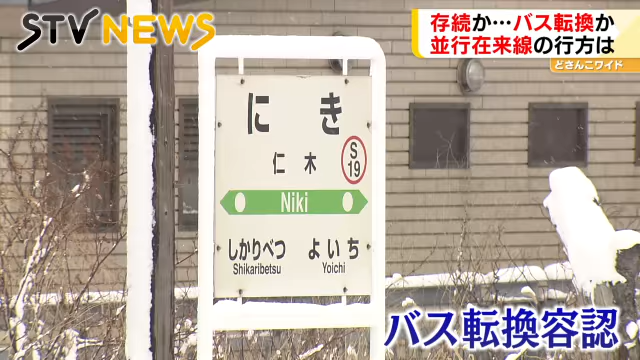 STV NEWS
存続か…バス転換か
並行在来線の行方は
どさんこワイド
にき
仁木
S
19
Niki
しかりべつ よいち
Shikaribetsu Yoichi
バス転換容認